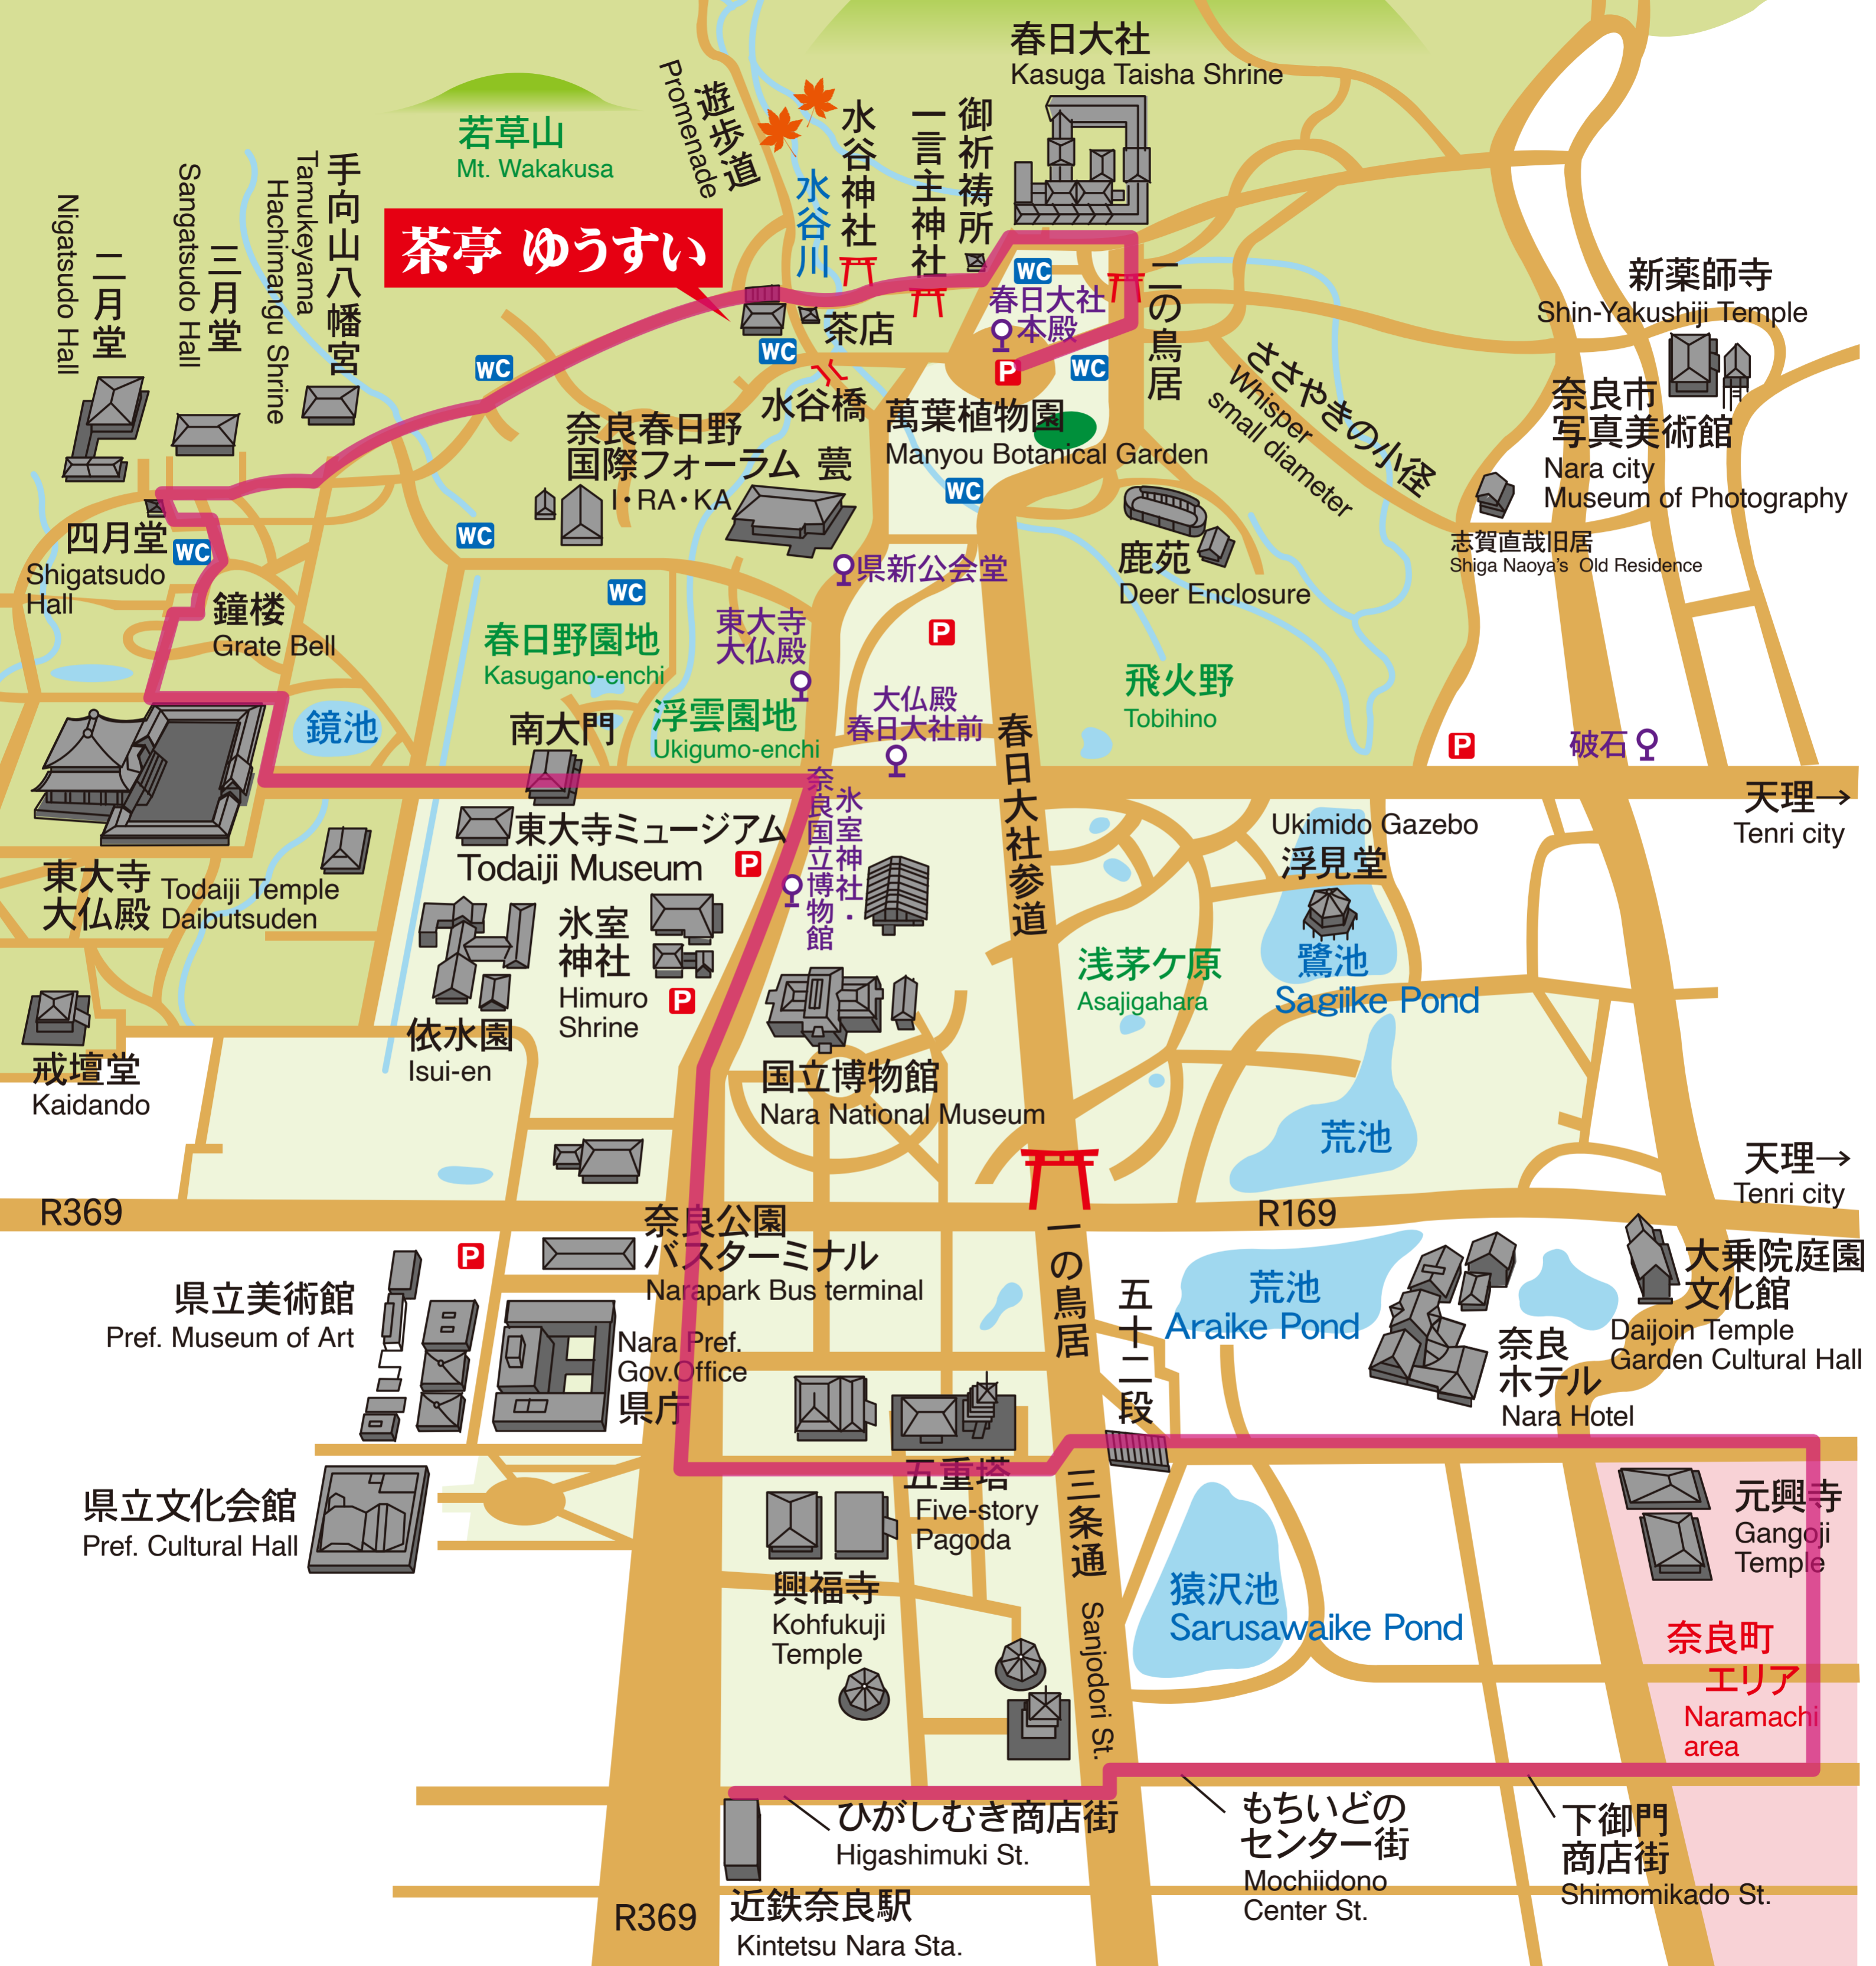 春日大社
Kasuga Taisha Shrine
若草山
Mt. Wakakusa
遊歩道
Promenade
水谷川
水谷神社
一言主神社
御祈祷所
茶亭 ゆうすい
手向山八幡宮
Tamukeyama
Hachimangu Shrine
三月堂
Sangatsudo Hall
二月堂
Nigatsudo Hall
WC
春日大社
本殿
P
WC
二の鳥居
茶店
WC
WC
水谷橋
萬葉植物園
Manyou Botanical Garden
WC
ささやきの小径
Whisper
small diameter
新薬師寺
Shin-Yakushiji Temple
奈良市
写真美術館
Nara city
Museum of Photography
志賀直哉旧居
Shiga Naoya's Old Residence
奈良春日野
国際フォーラム 甍
I・RA・KA
WC
四月堂
Shigatsudo
Hall
WC
鐘楼
Grate Bell
WC
県新公会堂
鹿苑
Deer Enclosure
春日野園地
Kasugano-enchi
東大寺
大仏殿
P
浮雲園地
Ukigumo-enchi
大仏殿
春日大社前
飛火野
Tobihino
鏡池
南大門
春日大社参道
P
破石
天理→
Tenri city
東大寺ミュージアム
Todaiji Museum
P
氷室神社・
奈良国立博物館
Ukimido Gazebo
浮見堂
鷺池
Sagiike Pond
東大寺
大仏殿
Todaiji Temple
Daibutsuden
氷室
神社
Himuro
Shrine
P
依水園
Isui-en
浅茅ケ原
Asajigahara
戒壇堂
Kaidando
国立博物館
Nara National Museum
荒池
天理→
Tenri city
R369
R169
奈良公園
バスターミナル
Narapark Bus terminal
P
県立美術館
Pref. Museum of Art
Nara Pref.
Gov.Office
県庁
一の鳥居
五十二段
荒池
Araike Pond
奈良
ホテル
Nara Hotel
大乗院庭園
文化館
Daijoin Temple
Garden Cultural Hall
県立文化会館
Pref. Cultural Hall
五重塔
Five-story
Pagoda
三条通
Sanjodori St.
元興寺
Gangoji
Temple
興福寺
Kohfukuji
Temple
猿沢池
Sarusawaike Pond
奈良町
エリア
Naramachi
area
ひがしむき商店街
Higashimuki St.
もちいどの
センター街
Mochiidono
Center St.
下御門
商店街
Shimomikado St.
R369
近鉄奈良駅
Kintetsu Nara Sta.